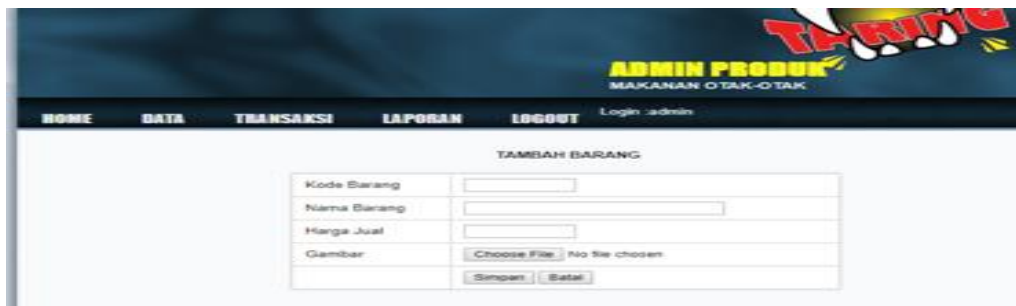 TARING
ADMIN PRODUK
MAKANAN OTAK-OTAK
HOME DATA TRANSAKSI LAPORAN LOGOUT Login :admin
TAMBAH BARANG
Kode Barang
Nama Barang
Harga Jual
Gambar Choose File No file chosen
Simpan Batal